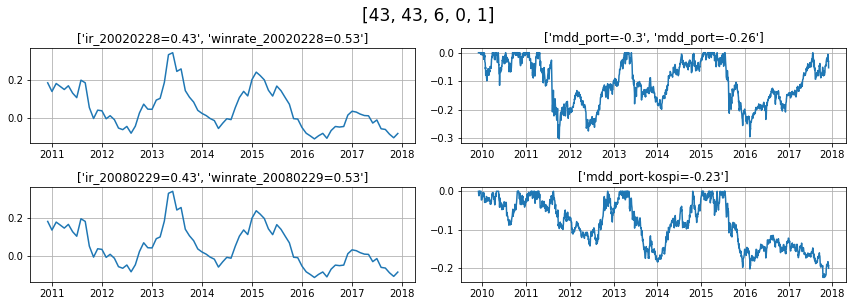 [43, 43, 6, 0, 1]
['ir_20020228=0.43', 'winrate_20020228=0.53']
0.2
0.0
2011 2012 2013 2014 2015 2016 2017 2018
['mdd_port=-0.3', 'mdd_port=-0.26']
0.0
−0.1
−0.2
−0.3
2010 2011 2012 2013 2014 2015 2016 2017 2018
['ir_20080229=0.43', 'winrate_20080229=0.53']
0.2
0.0
2011 2012 2013 2014 2015 2016 2017 2018
['mdd_port-kospi=-0.23']
0.0
−0.1
−0.2
2010 2011 2012 2013 2014 2015 2016 2017 2018